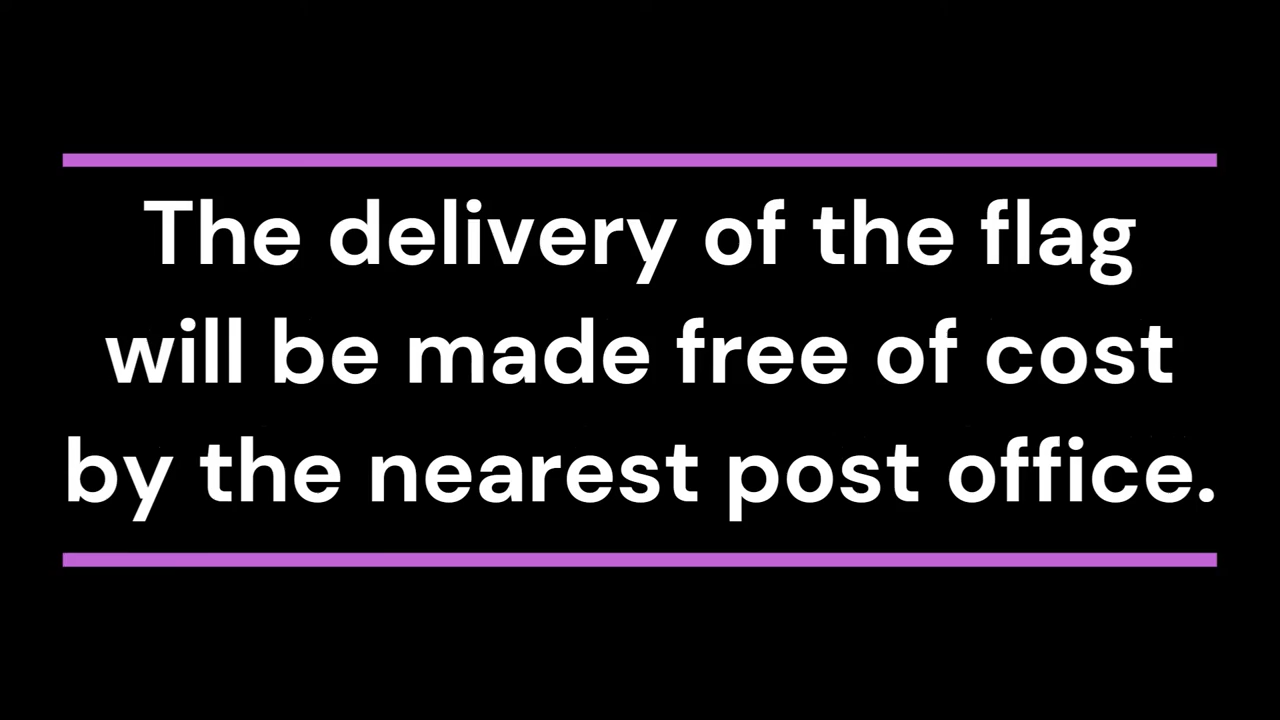 The delivery of the flag
will be made free of cost
by the nearest post office.